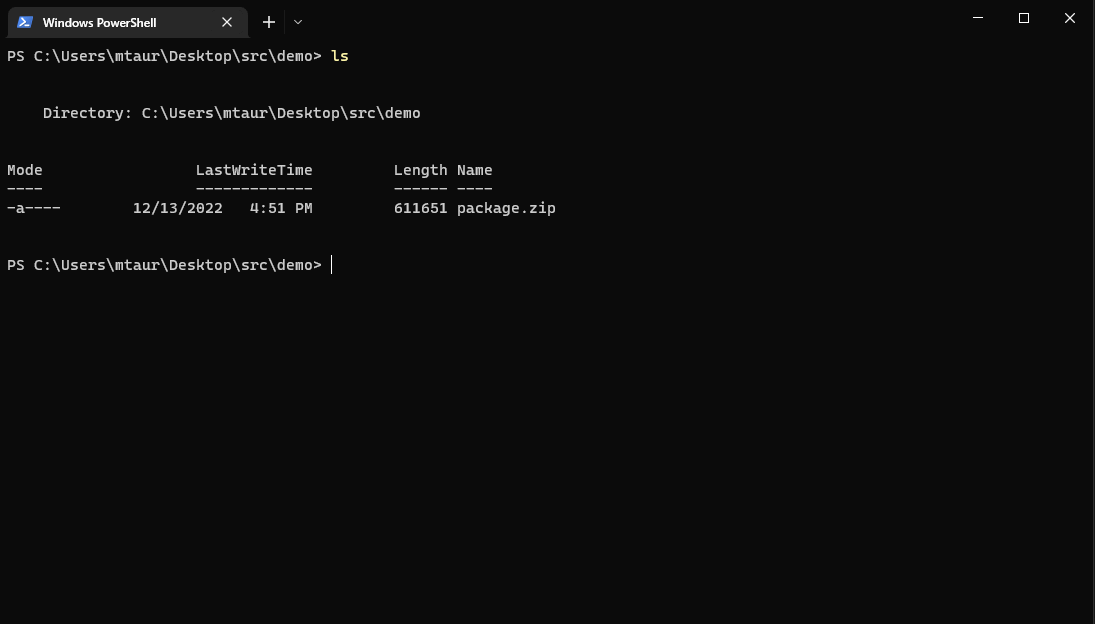 Windows PowerShell
PS C:\Users\mtaur\Desktop\src\demo> ls
    Directory: C:\Users\mtaur\Desktop\src\demo
Mode                 LastWriteTime         Length Name
----                 -------------         ------ ----
-a----        12/13/2022   4:51 PM         611651 package.zip
PS C:\Users\mtaur\Desktop\src\demo>